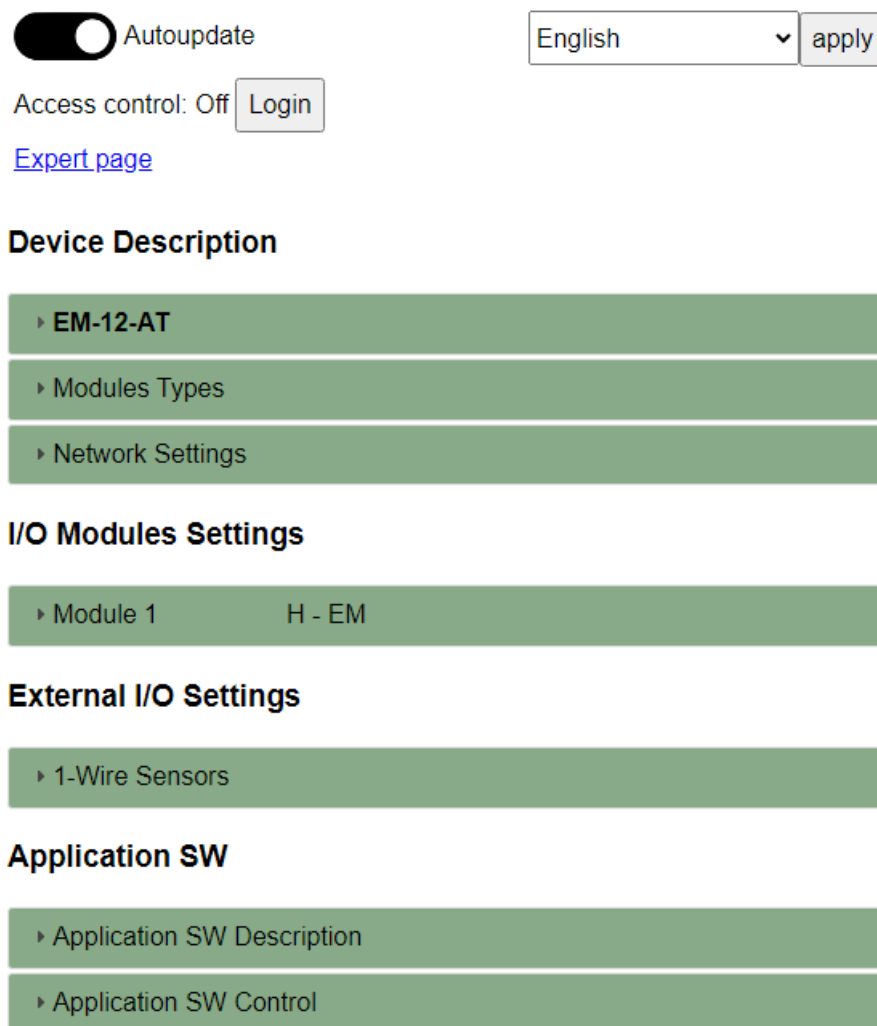 Autoupdate English apply
Access control: Off Login
Expert page
Device Description
EM-12-AT
Modules Types
Network Settings
I/O Modules Settings
Module 1 H - EM
External I/O Settings
1-Wire Sensors
Application SW
Application SW Description
Application SW Control